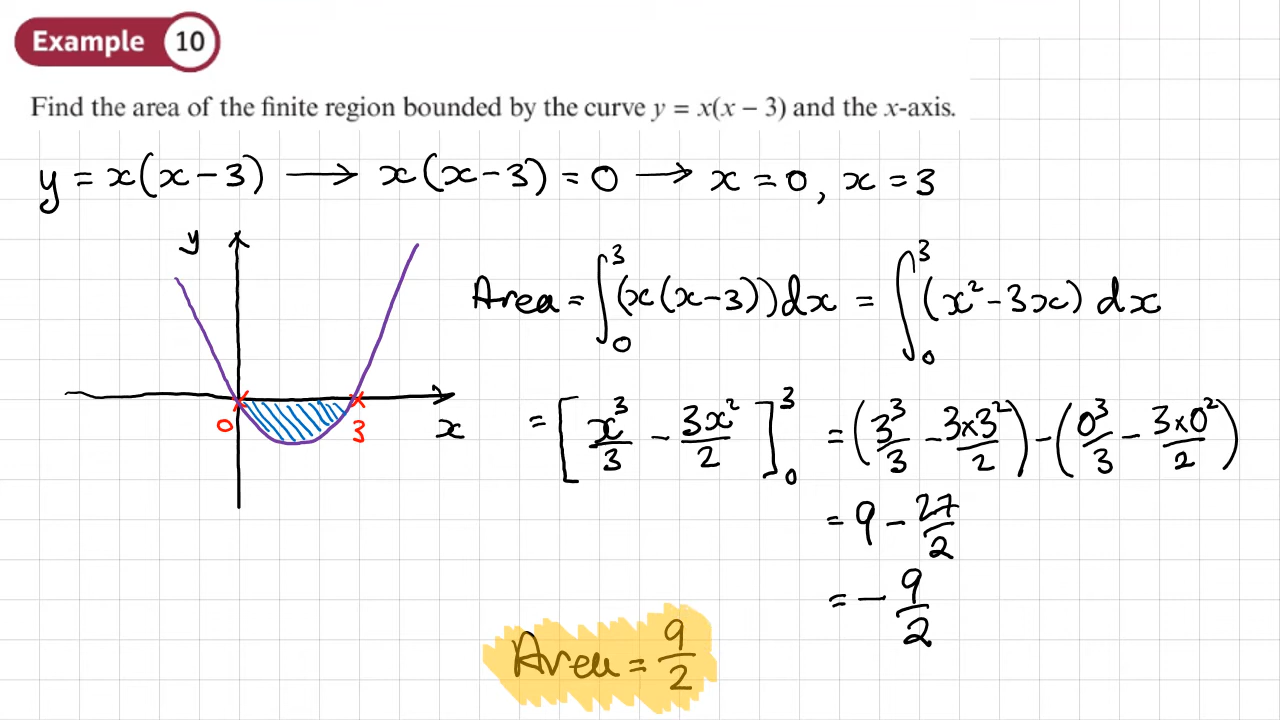 Example 10
Find the area of the finite region bounded by the curve y = x(x − 3) and the x-axis.
y = x(x−3) ⟶ x(x−3) = 0 ⟶ x = 0, x = 3
y
0
3
x
Area = ∫₀³ (x(x−3)) dx = ∫₀³ (x² − 3x) dx
= [x³/3 − 3x²/2]₀³ = (3³/3 − 3×3²/2) − (0³/3 − 3×0²/2)
= 9 − 27/2
= − 9/2
Area = 9/2